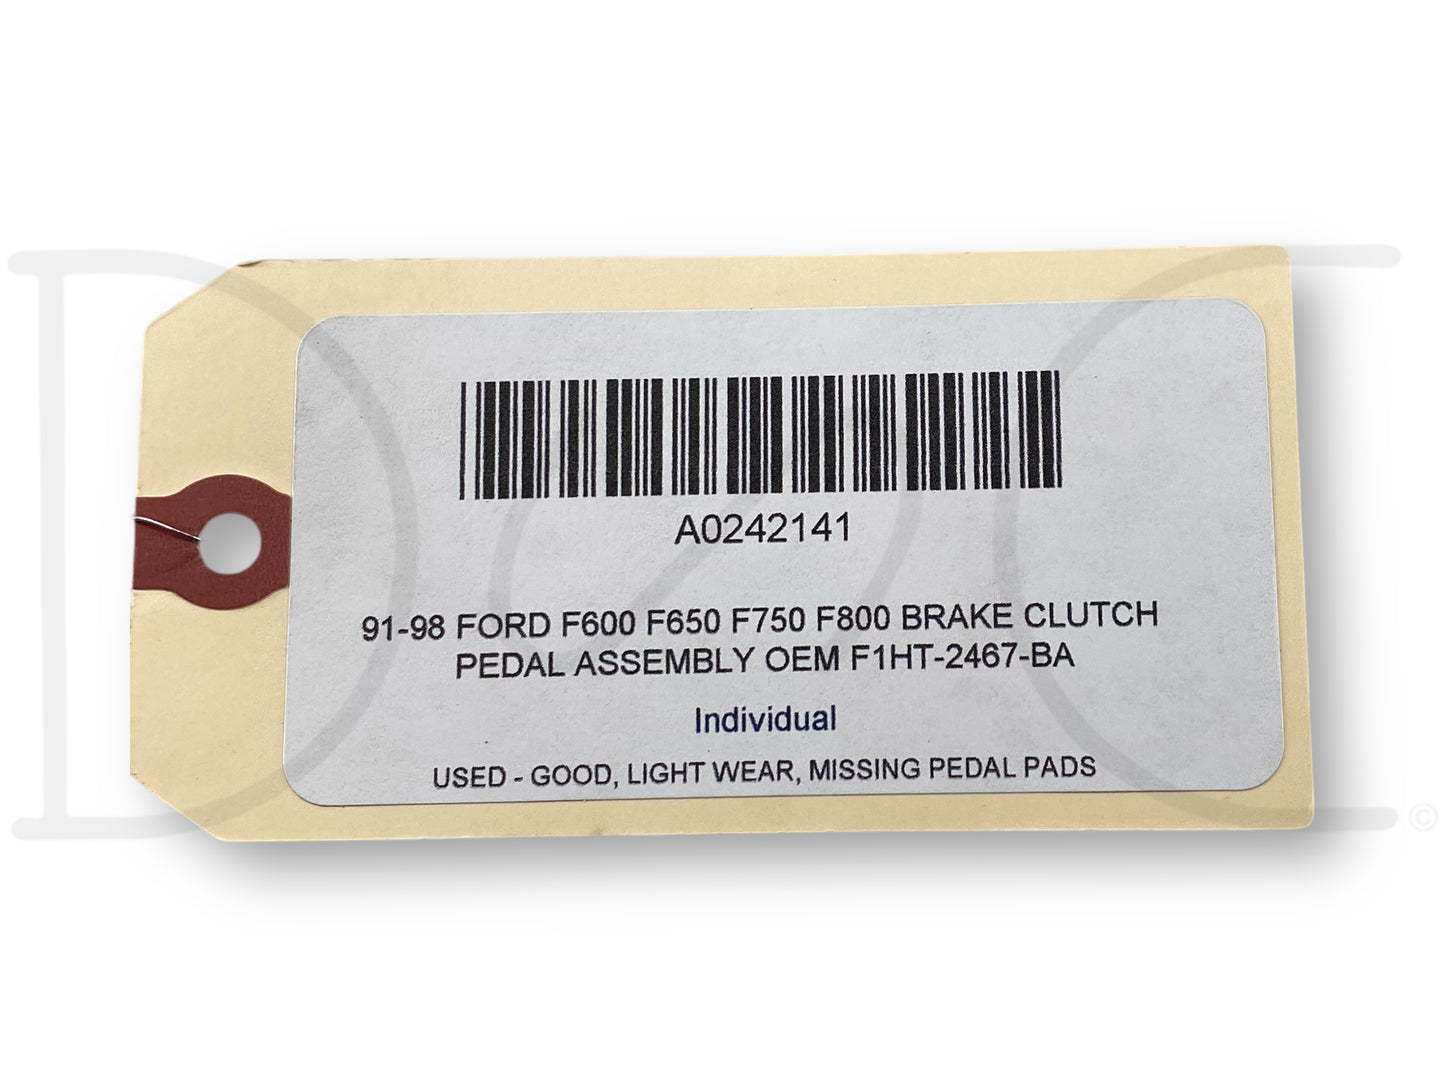 A0242141
91-98 FORD F600 F650 F750 F800 BRAKE CLUTCH
PEDAL ASSEMBLY OEM F1HT-2467-BA
Individual
USED - GOOD, LIGHT WEAR, MISSING PEDAL PADS
©